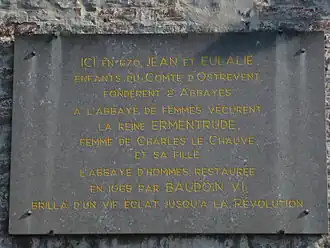 ICI EN 670, JEAN ET EULALIE,
ENFANTS DU COMTE D'OSTREVENT,
FONDERENT 2 ABBAYES
A L'ABBAYE DE FEMMES VECURENT
LA REINE ERMENTRUDE,
FEMME DE CHARLES LE CHAUVE,
ET SA FILLE
L'ABBAYE D'HOMMES RESTAUREE
EN 1065 PAR BAUDOIN VI,
BRILLA D'UN VIF ECLAT JUSQU'A LA REVOLUTION